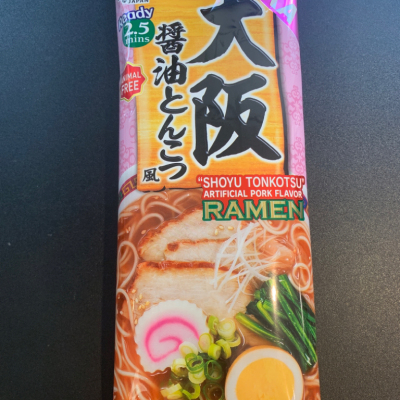 JAPAN
Ready
2.5
mins
ANIMAL
FREE
大阪
醤油とんこつ
風
"SHOYU TONKOTSU"
ARTIFICIAL PORK FLAVOR
RAMEN